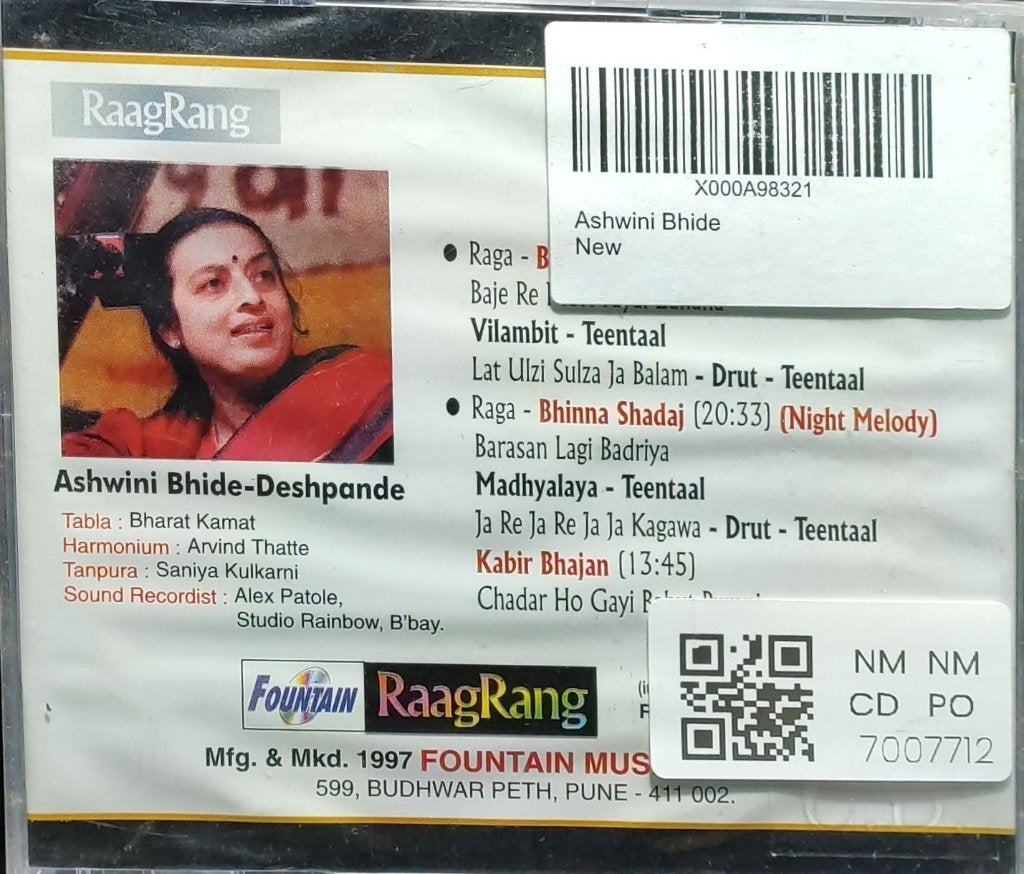 RaagRang
X000A98321
Ashwini Bhide
New
Raga - B
Baje Re
Vilambit - Teentaal
Lat Ulzi Sulza Ja Balam - Drut - Teentaal
Raga - Bhinna Shadaj (20:33) (Night Melody)
Barasan Lagi Badriya
Madhyalaya - Teentaal
Ja Re Ja Re Ja Ja Kagawa - Drut - Teentaal
Kabir Bhajan (13:45)
Chadar Ho Gayi
Ashwini Bhide-Deshpande
Tabla : Bharat Kamat
Harmonium : Arvind Thatte
Tanpura : Saniya Kulkarni
Sound Recordist : Alex Patole,
Studio Rainbow, B'bay.
FOUNTAIN RaagRang
NM NM
CD PO
7007712
Mfg. & Mkd. 1997 FOUNTAIN MUS
599, BUDHWAR PETH, PUNE - 411 002.